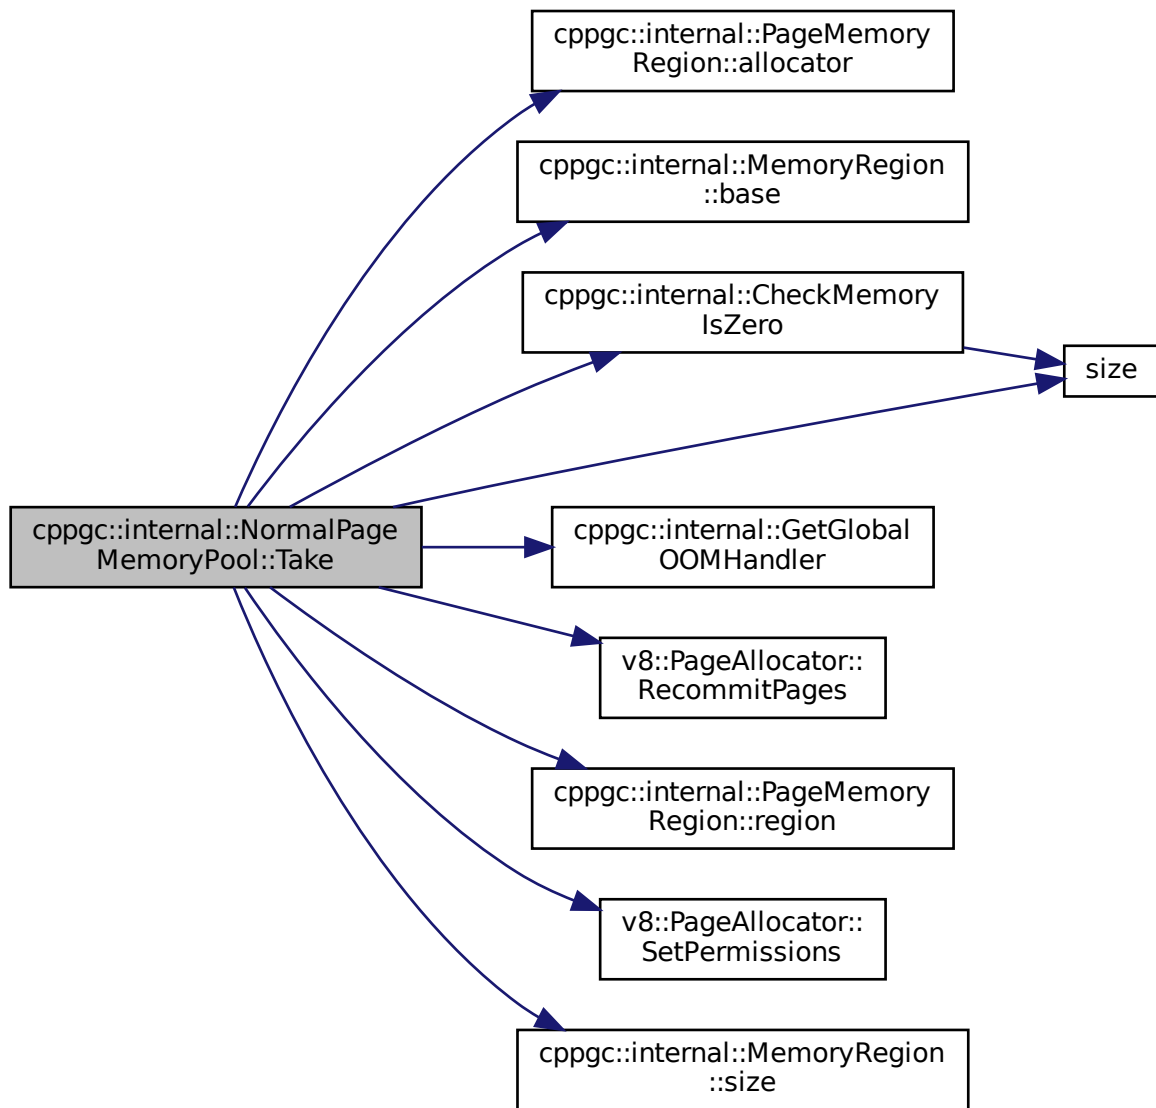 cppgc::internal::PageMemory
Region::allocator
cppgc::internal::MemoryRegion
::base
cppgc::internal::CheckMemory
IsZero
size
cppgc::internal::NormalPage
MemoryPool::Take
cppgc::internal::GetGlobal
OOMHandler
v8::PageAllocator::
RecommitPages
cppgc::internal::PageMemory
Region::region
v8::PageAllocator::
SetPermissions
cppgc::internal::MemoryRegion
::size